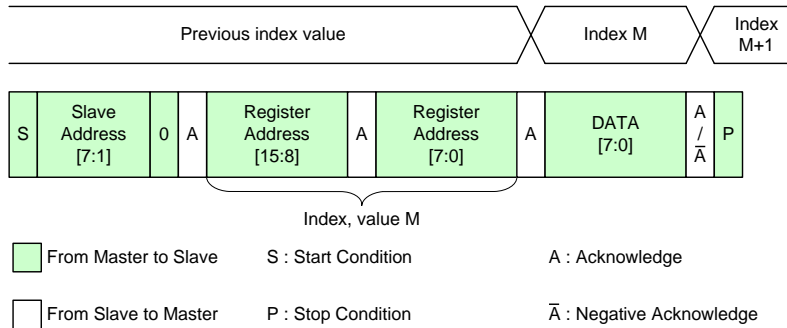 Previous index value
Index M
Index
M+1
S
Slave
Address
[7:1]
0
A
Register
Address
[15:8]
A
Register
Address
[7:0]
A
DATA
[7:0]
A
/
A̅
P
Index, value M
From Master to Slave
S : Start Condition
A : Acknowledge
From Slave to Master
P : Stop Condition
A̅ : Negative Acknowledge